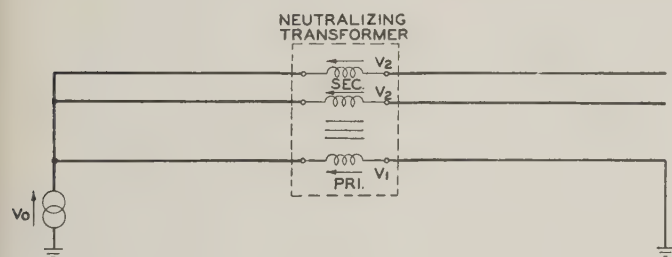 NEUTRALIZING
TRANSFORMER
V2
SEC.
V2
V1
PRI.
V0